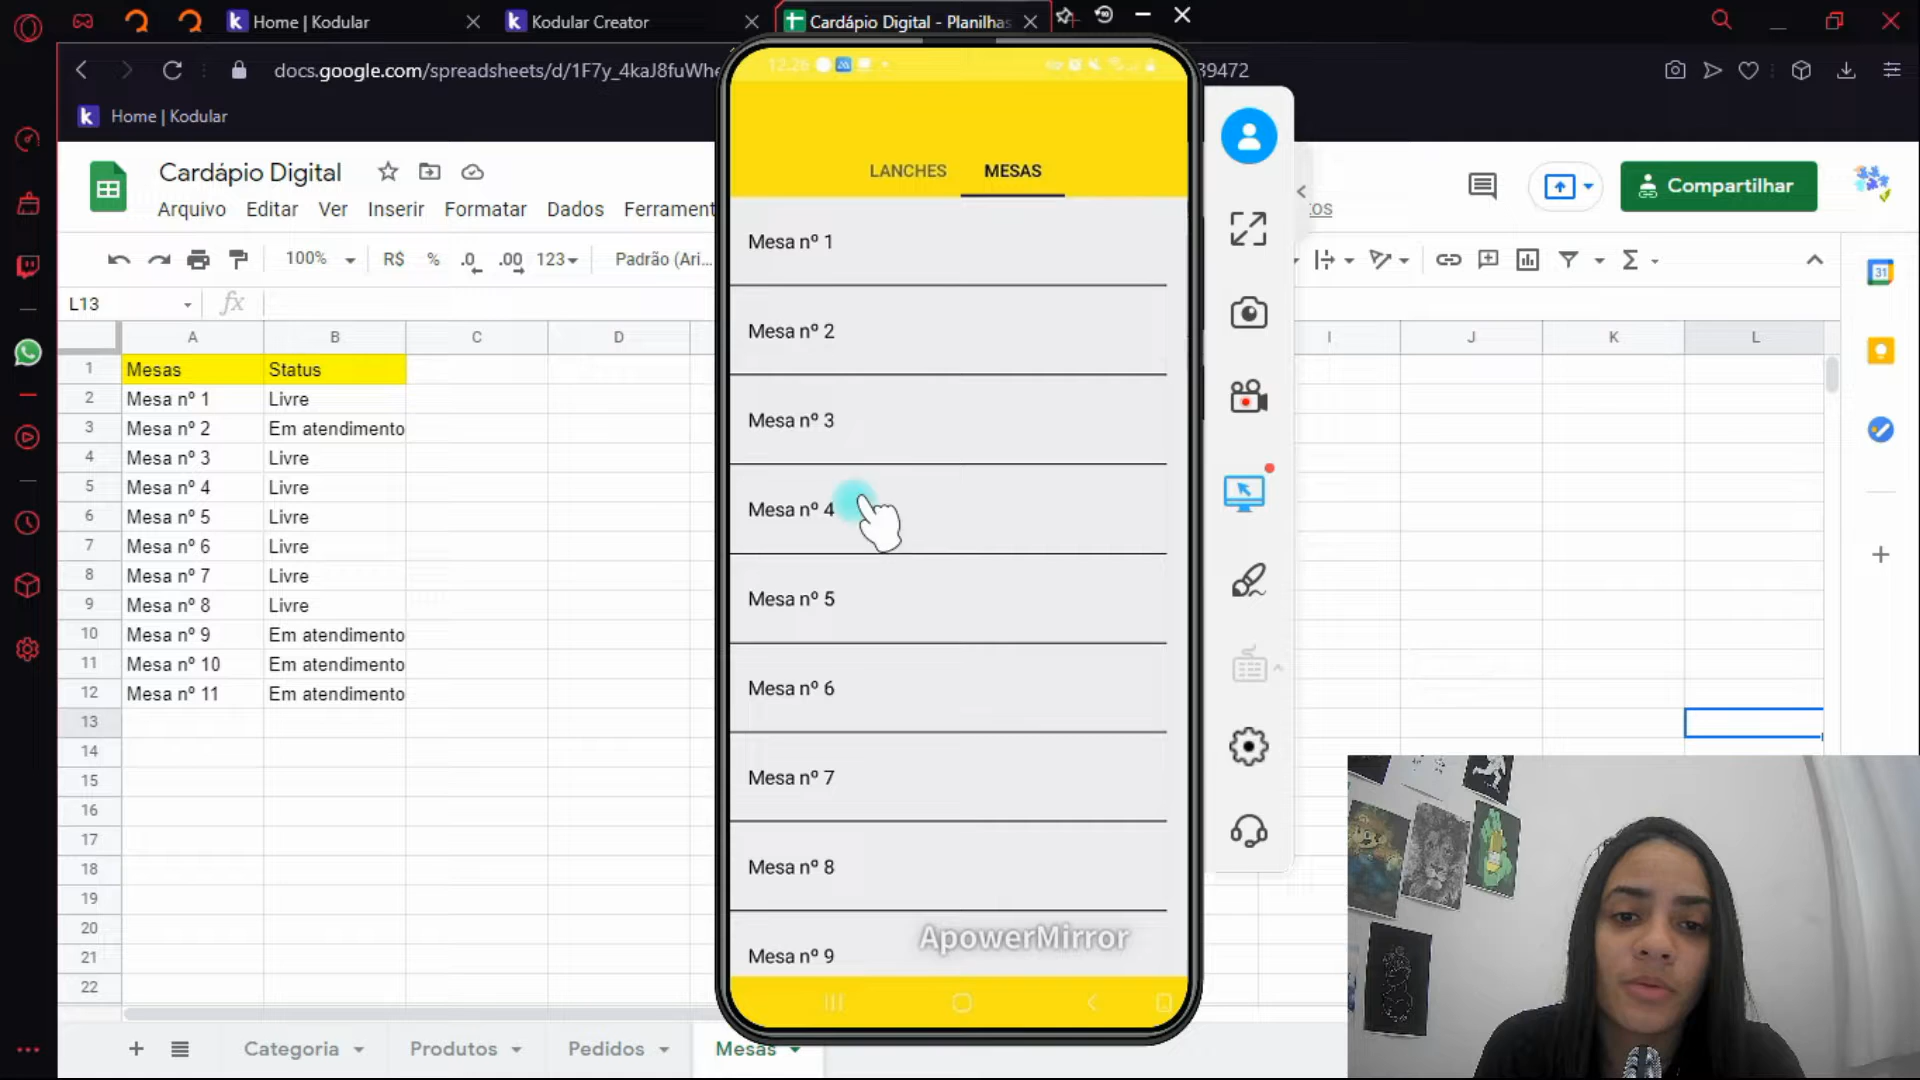 Home | Kodular
Kodular Creator
Cardápio Digital - Planilhas
docs.google.com/spreadsheets/d/1F7y_4kaJ8fuWhe
39472
Home | Kodular
12:26
Cardápio Digital
Arquivo Editar Ver Inserir Formatar Dados Ferrament
Compartilhar
100% R$ % .0 .00 123 Padrão (Ari...
L13
fx
A B C D I J K L
1 Mesas Status
2 Mesa nº 1 Livre
3 Mesa nº 2 Em atendimento
4 Mesa nº 3 Livre
5 Mesa nº 4 Livre
6 Mesa nº 5 Livre
7 Mesa nº 6 Livre
8 Mesa nº 7 Livre
9 Mesa nº 8 Livre
10 Mesa nº 9 Em atendimento
11 Mesa nº 10 Em atendimento
12 Mesa nº 11 Em atendimento
13
14
15
16
17
18
19
20
21
22
LANCHES MESAS
Mesa nº 1
Mesa nº 2
Mesa nº 3
Mesa nº 4
Mesa nº 5
Mesa nº 6
Mesa nº 7
Mesa nº 8
Mesa nº 9
ApowerMirror
31
Categoria Produtos Pedidos Mesas